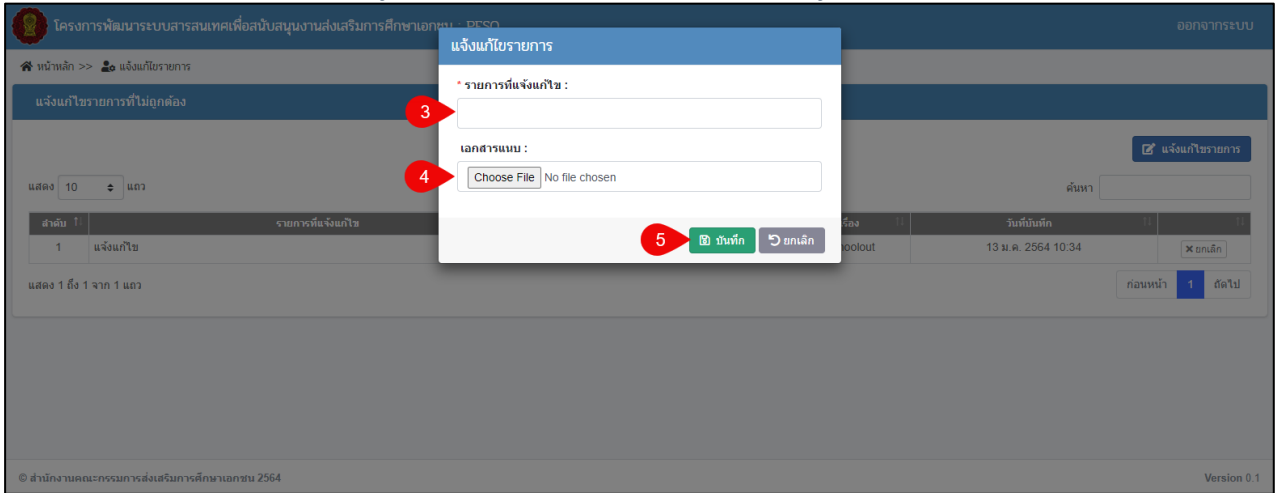 โครงการพัฒนาระบบสารสนเทศเพื่อสนับสนุนงานส่งเสริมการศึกษาเอกชน : PESO
ออกจากระบบ
หน้าหลัก >> แจ้งแก้ไขรายการ
แจ้งแก้ไขรายการที่ไม่ถูกต้อง
แจ้งแก้ไขรายการ
* รายการที่แจ้งแก้ไข :
3
เอกสารแนบ :
4
Choose File No file chosen
5
บันทึก
ยกเลิก
แจ้งแก้ไขรายการ
แสดง 10 แถว
ค้นหา
ลำดับ รายการที่แจ้งแก้ไข วันที่บันทึก
1 แจ้งแก้ไข oolout 13 ม.ค. 2564 10:34 ยกเลิก
แสดง 1 ถึง 1 จาก 1 แถว
ก่อนหน้า 1 ถัดไป
© สำนักงานคณะกรรมการส่งเสริมการศึกษาเอกชน 2564
Version 0.1